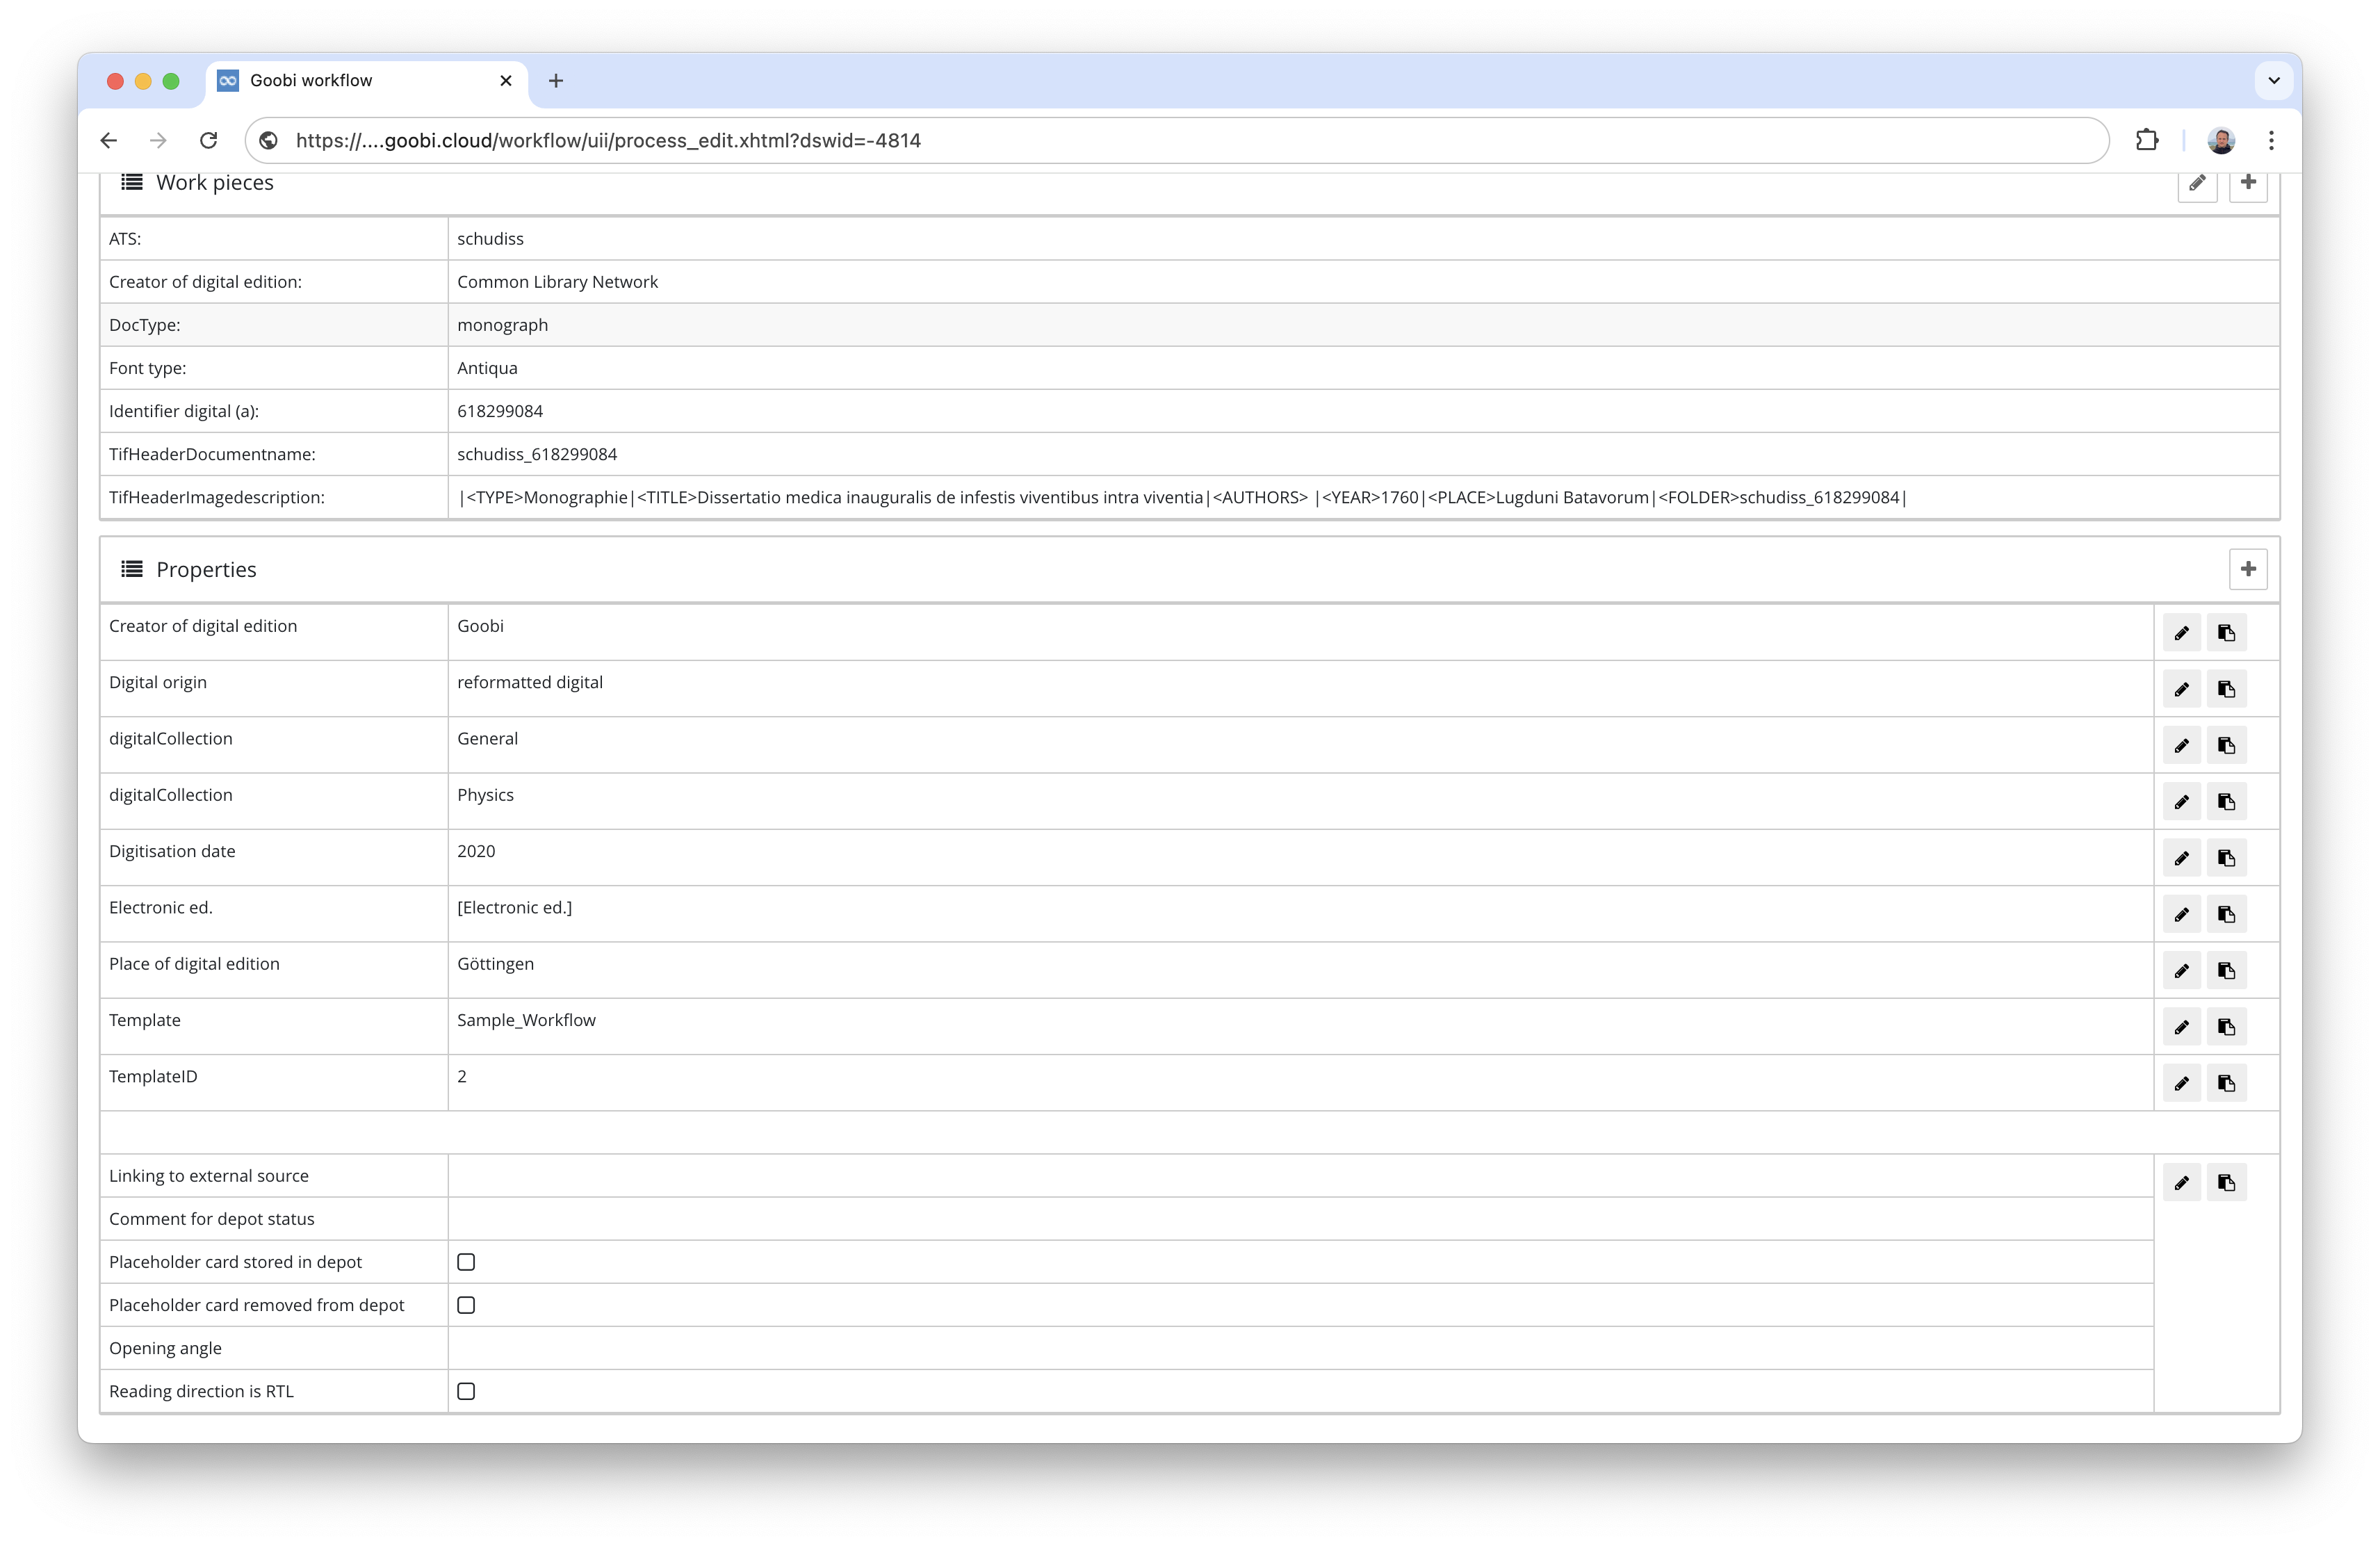 Goobi workflow
https://....goobi.cloud/workflow/uii/process_edit.xhtml?dswid=-4814
Work pieces
ATS: schudiss
Creator of digital edition: Common Library Network
DocType: monograph
Font type: Antiqua
Identifier digital (a): 618299084
TifHeaderDocumentname: schudiss_618299084
TifHeaderImagedescription: |<TYPE>Monographie|<TITLE>Dissertatio medica inauguralis de infestis viventibus intra viventia|<AUTHORS> |<YEAR>1760|<PLACE>Lugduni Batavorum|<FOLDER>schudiss_618299084|
Properties
Creator of digital edition Goobi
Digital origin reformatted digital
digitalCollection General
digitalCollection Physics
Digitisation date 2020
Electronic ed. [Electronic ed.]
Place of digital edition Göttingen
Template Sample_Workflow
TemplateID 2
Linking to external source
Comment for depot status
Placeholder card stored in depot
Placeholder card removed from depot
Opening angle
Reading direction is RTL